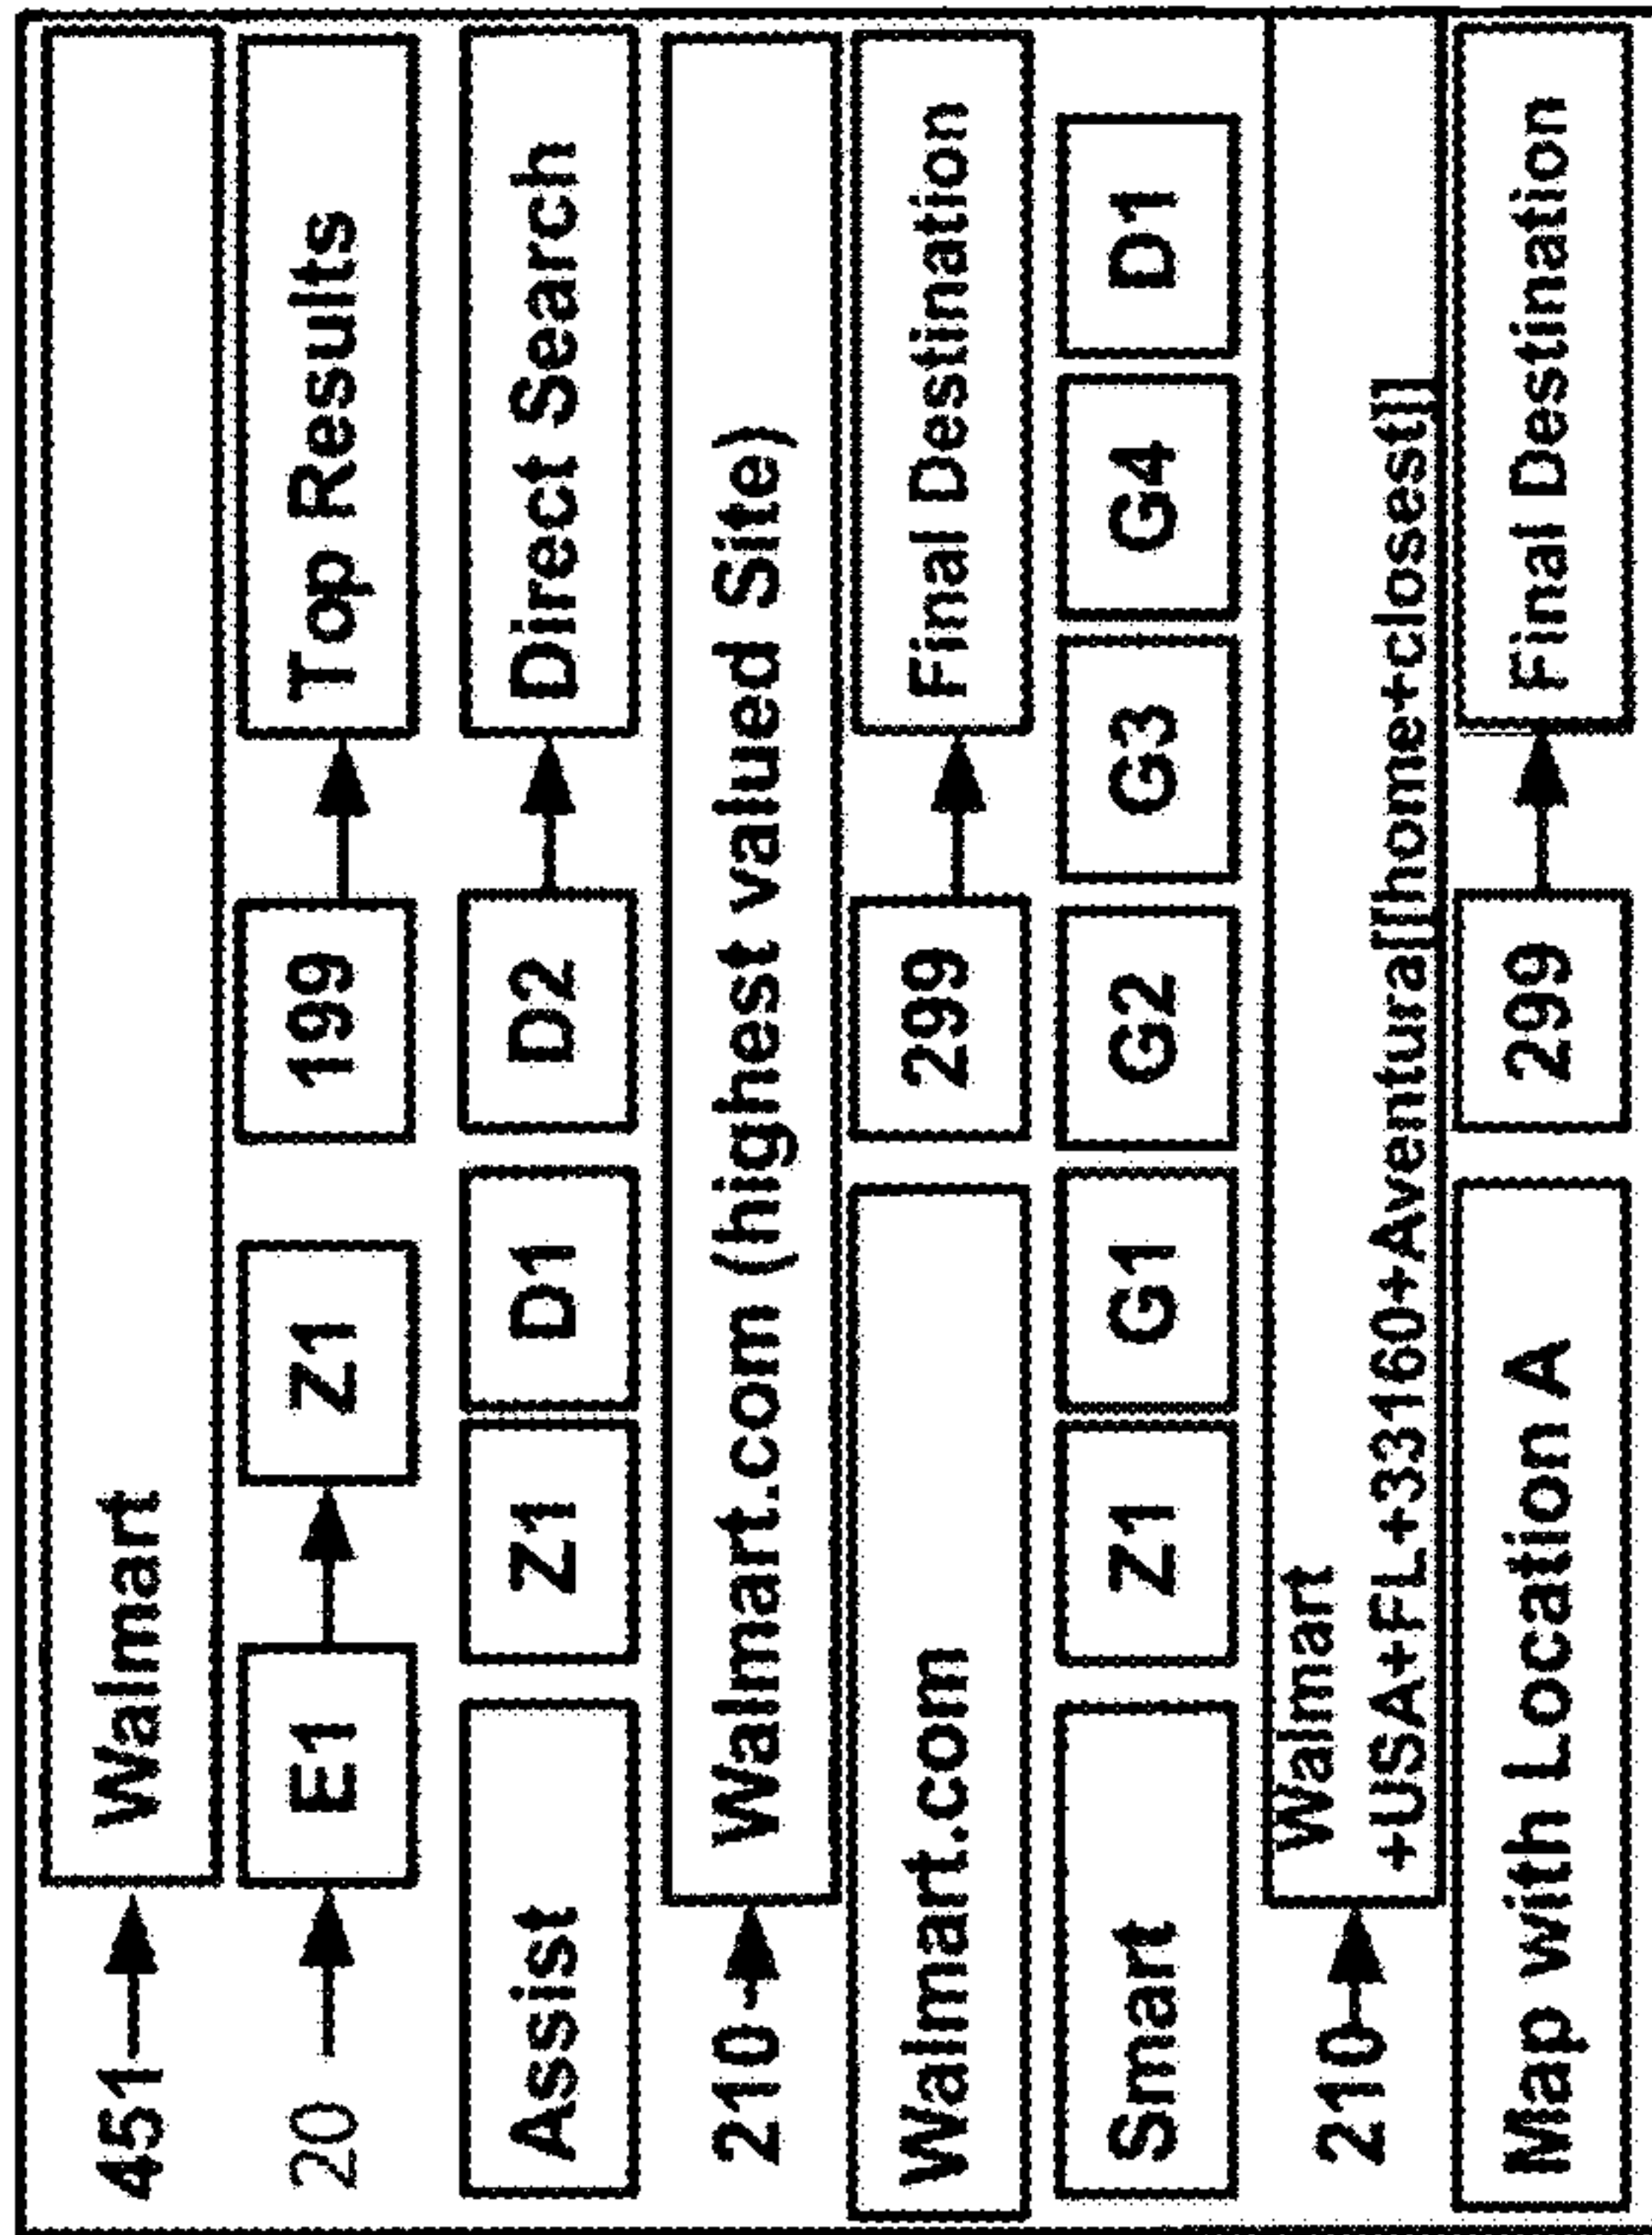 451 Walmart
20 E1 Z1 199 Top Results
Assist Z1 D1 D2 Direct Search
210 Walmart.com (highest valued Site)
Walmart.com 299 Final Destination
Smart Z1 G1 G2 G3 G4 D1
210 Walmart
+USA+FL+33160+Aventura[[home+closest]]
Map with Location A 299 Final Destination